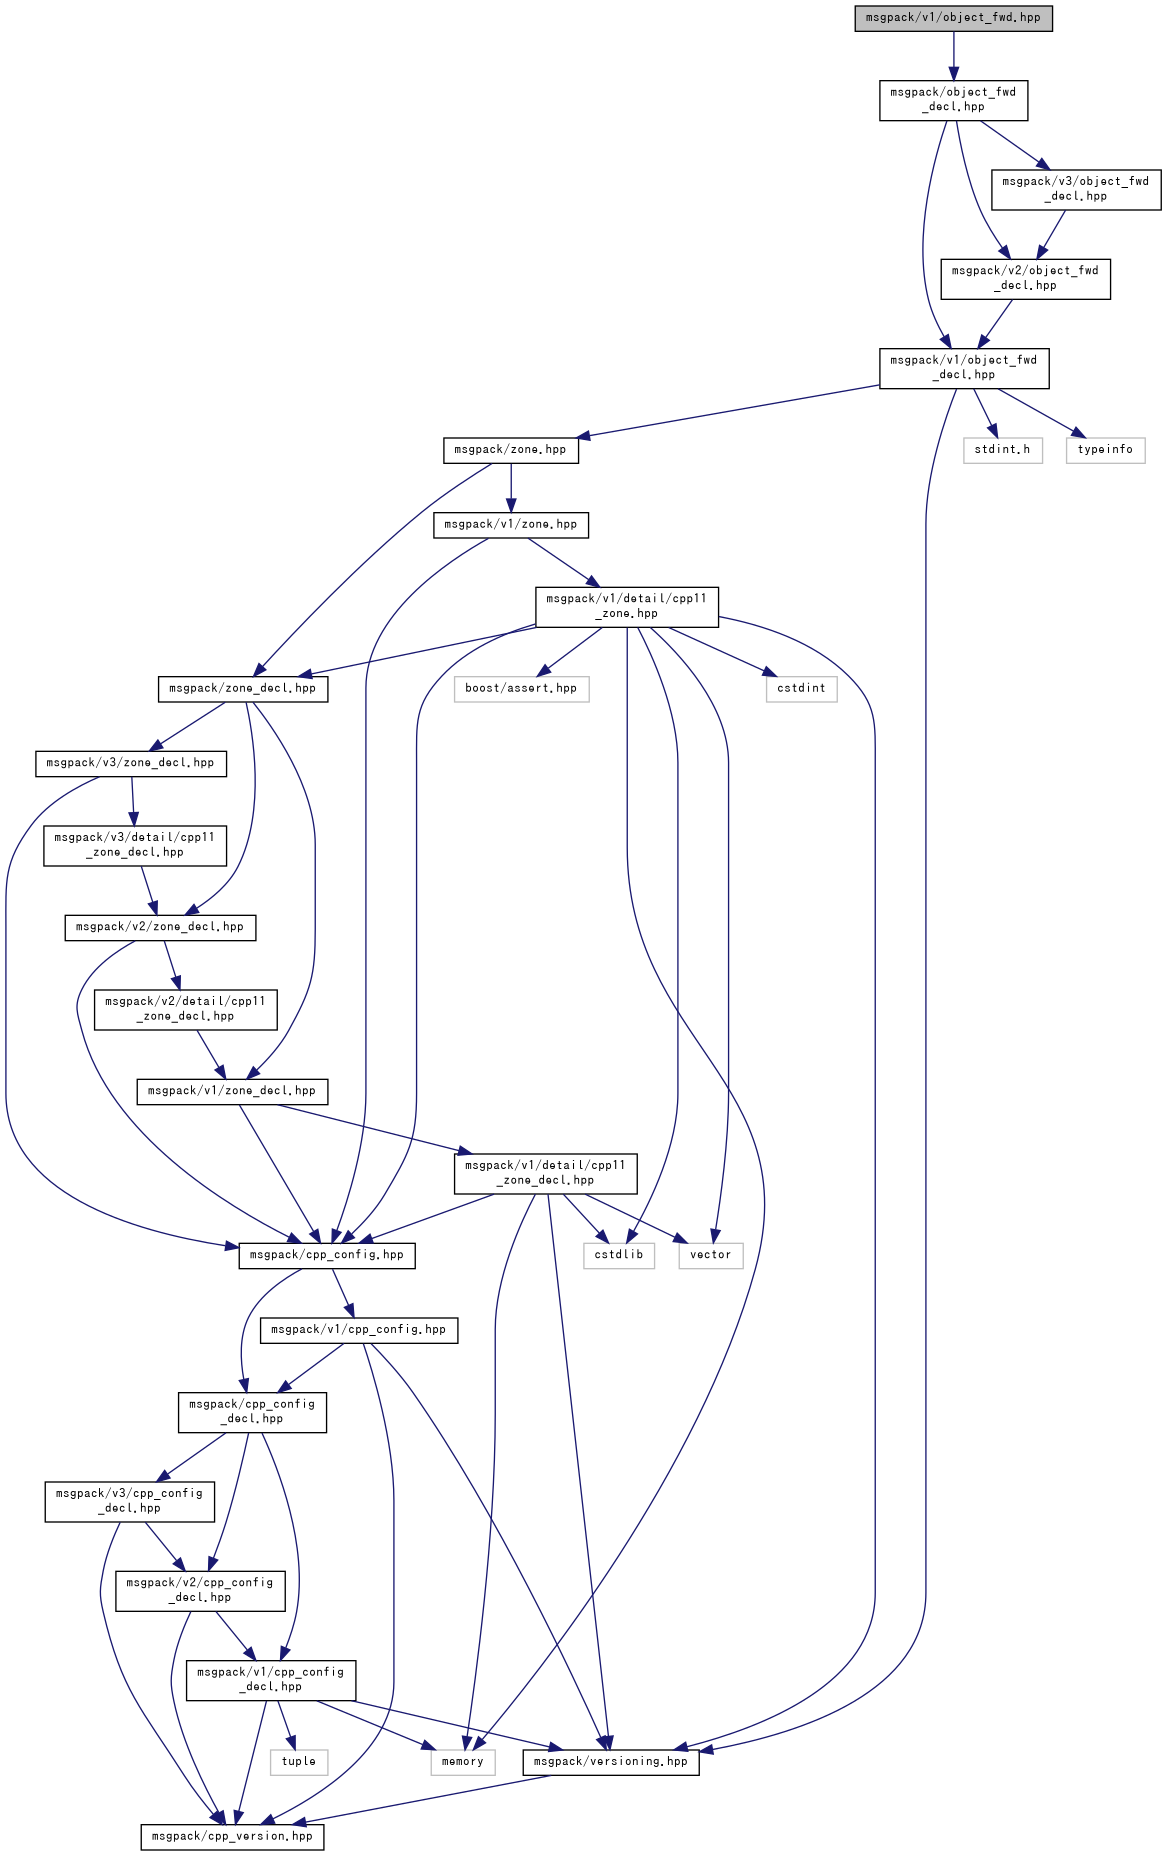 msgpack/v1/object_fwd.hpp
msgpack/object_fwd
_decl.hpp
msgpack/v3/object_fwd
_decl.hpp
msgpack/v2/object_fwd
_decl.hpp
msgpack/v1/object_fwd
_decl.hpp
msgpack/zone.hpp
stdint.h
typeinfo
msgpack/v1/zone.hpp
msgpack/v1/detail/cpp11
_zone.hpp
msgpack/zone_decl.hpp
boost/assert.hpp
cstdint
msgpack/v3/zone_decl.hpp
msgpack/v3/detail/cpp11
_zone_decl.hpp
msgpack/v2/zone_decl.hpp
msgpack/v2/detail/cpp11
_zone_decl.hpp
msgpack/v1/zone_decl.hpp
msgpack/v1/detail/cpp11
_zone_decl.hpp
msgpack/cpp_config.hpp
cstdlib
vector
msgpack/v1/cpp_config.hpp
msgpack/cpp_config
_decl.hpp
msgpack/v3/cpp_config
_decl.hpp
msgpack/v2/cpp_config
_decl.hpp
msgpack/v1/cpp_config
_decl.hpp
tuple
memory
msgpack/versioning.hpp
msgpack/cpp_version.hpp